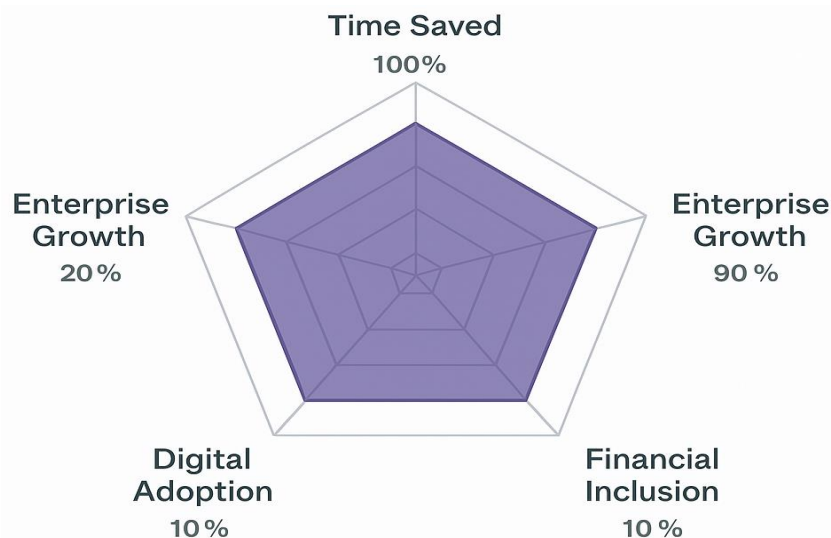 Time Saved
100%
Enterprise
Growth
20%
Enterprise
Growth
90%
Digital
Adoption
10%
Financial
Inclusion
10%